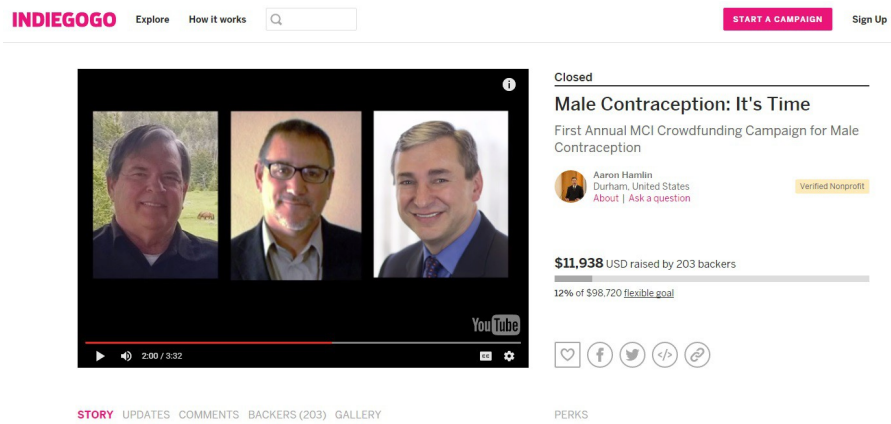 INDIEGOGO Explore How it works START A CAMPAIGN Sign Up
Closed
Male Contraception: It's Time
First Annual MCI Crowdfunding Campaign for Male
Contraception
Aaron Hamlin
Durham, United States
About | Ask a question
Verified Nonprofit
$11,938 USD raised by 203 backers
12% of $98,720 flexible goal
YouTube
2:00 / 3:32
CC
STORY UPDATES COMMENTS BACKERS (203) GALLERY
PERKS